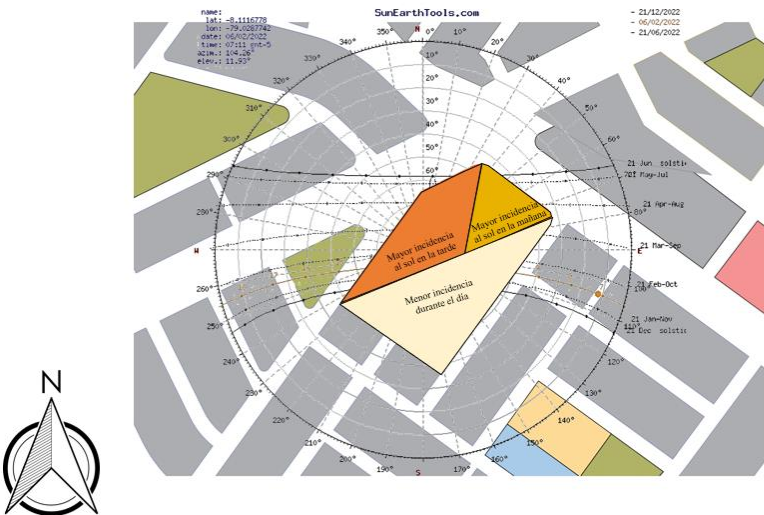 SunEarthTools.com
name:
lat: -8.1116778
lon: -79.0287742
date: 06/02/2022
time: 07:11 gmt-5
azim.: 104.26°
elev.: 11.93°
- 21/12/2022
- 06/02/2022
- 21/06/2022
N
350°
0°
10°
340°
20°
330°
30°
320°
40°
310°
50°
300°
60°
290°
280°
80°
260°
100°
250°
110°
240°
120°
230°
130°
220°
140°
210°
150°
200°
160°
190°
170°
S
W
E
10°
20°
30°
40°
50°
60°
21 Jun solstic
21 May-Jul
21 Apr-Aug
21 Mar-Sep
21 Feb-Oct
21 Jan-Nov
21 Dec solstic
Mayor incidencia
al sol en la tarde
Mayor incidencia
al sol en la mañana
Menor incidencia
durante el día
N